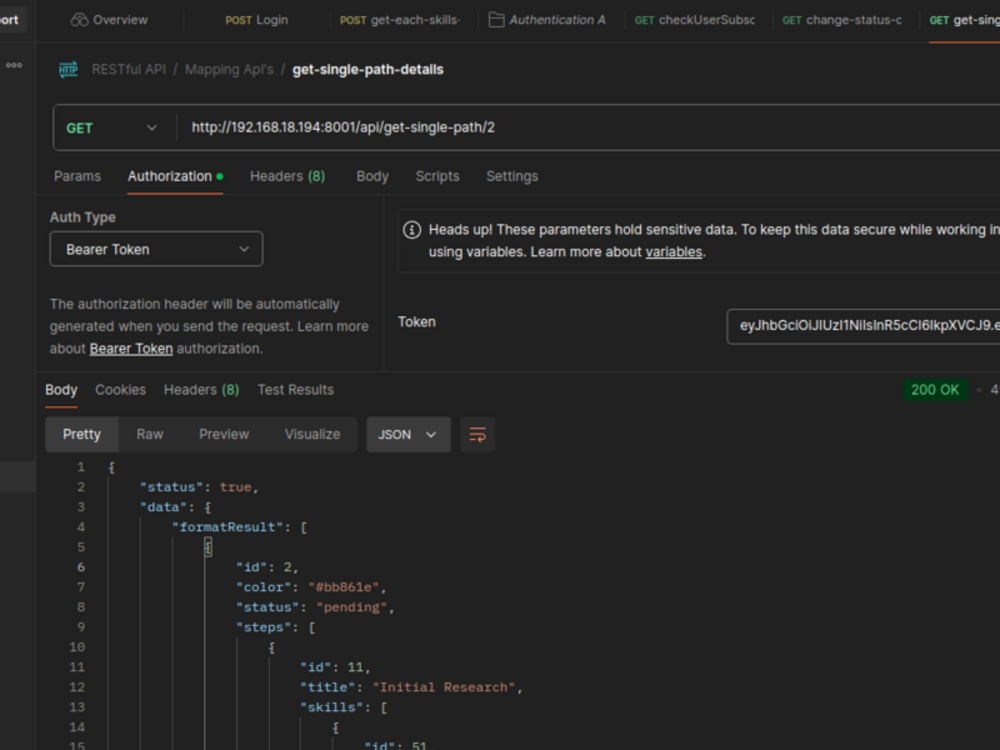 ort
Overview
POST Login
POST get-each-skills-
Authentication A
GET checkUserSubsc
GET change-status-c
GET get-sing
HTTP RESTful API / Mapping Api's / get-single-path-details
GET
http://192.168.18.194:8001/api/get-single-path/2
Params Authorization Headers (8) Body Scripts Settings
Auth Type
Bearer Token
The authorization header will be automatically
generated when you send the request. Learn more
about Bearer Token authorization.
Heads up! These parameters hold sensitive data. To keep this data secure while working in
using variables. Learn more about variables.
Token
eyJhbGciOiJIUzI1NiIsInR5cCI6IkpXVCJ9.e
Body Cookies Headers (8) Test Results
200 OK
4
Pretty Raw Preview Visualize JSON
1 {
2 "status": true,
3 "data": {
4 "formatResult": [
5 {
6 "id": 2,
7 "color": "#bb861e",
8 "status": "pending",
9 "steps": [
10 {
11 "id": 11,
12 "title": "Initial Research",
13 "skills": [
14 {
15 "id": 51